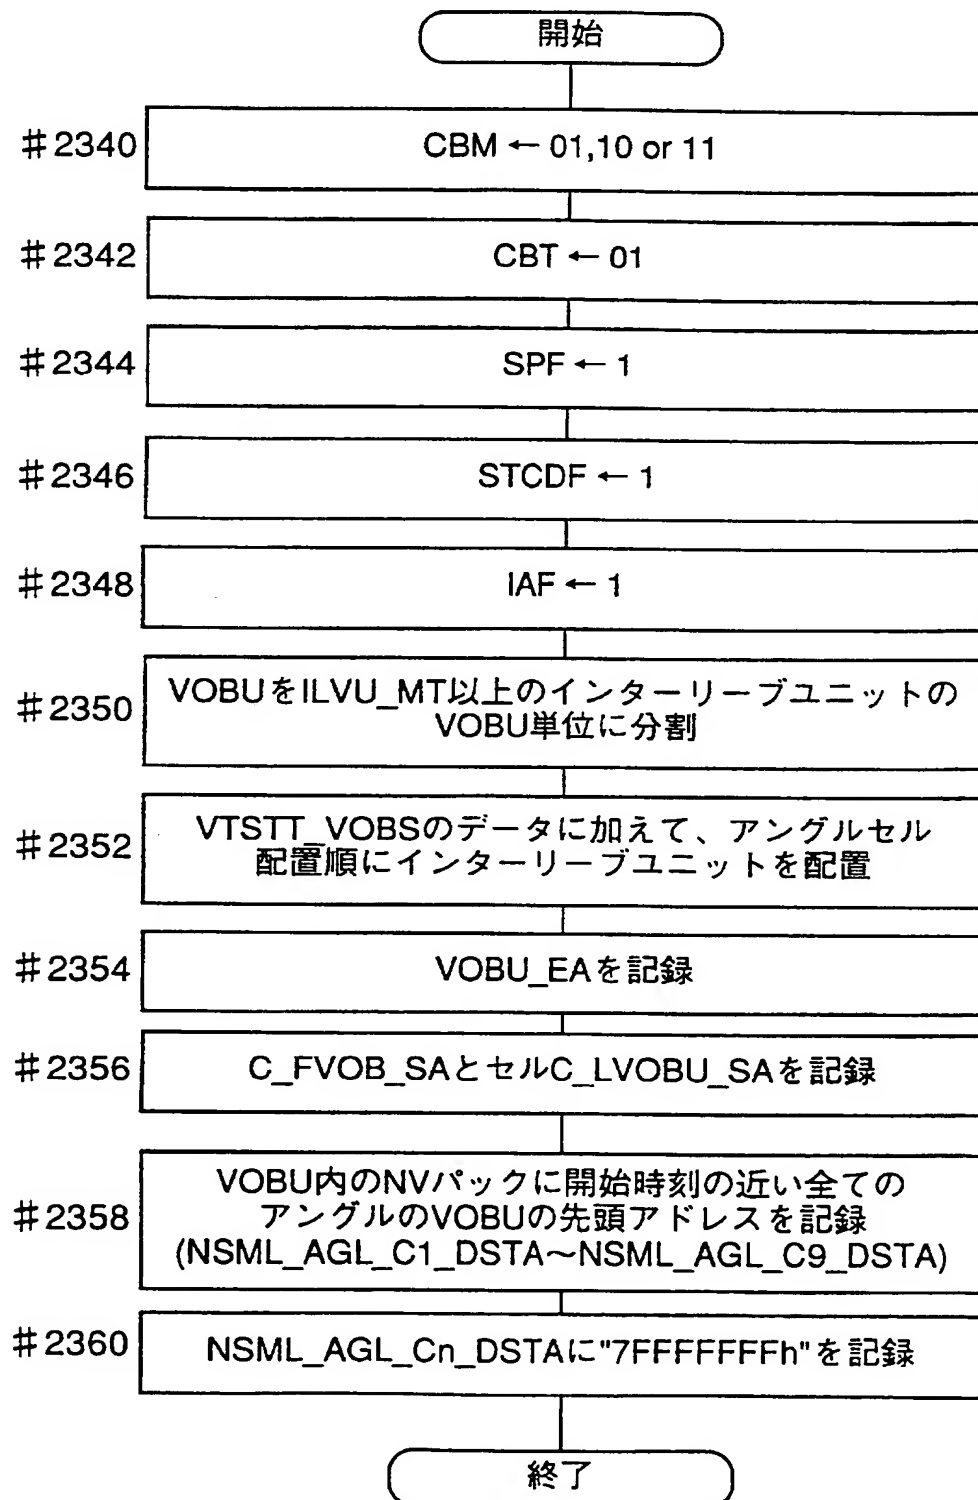 開始
#2340 CBM ← 01,10 or 11
#2342 CBT ← 01
#2344 SPF ← 1
#2346 STCDF ← 1
#2348 IAF ← 1
#2350 VOBUをILVU_MT以上のインターリーブユニットの
VOBU単位に分割
#2352 VTSTT_VOBSのデータに加えて、アングルセル
配置順にインターリーブユニットを配置
#2354 VOBU_EAを記録
#2356 C_FVOB_SAとセルC_LVOBU_SAを記録
#2358 VOBU内のNVパックに開始時刻の近い全ての
アングルのVOBUの先頭アドレスを記録
(NSML_AGL_C1_DSTA～NSML_AGL_C9_DSTA)
#2360 NSML_AGL_Cn_DSTAに"7FFFFFFFh"を記録
終了